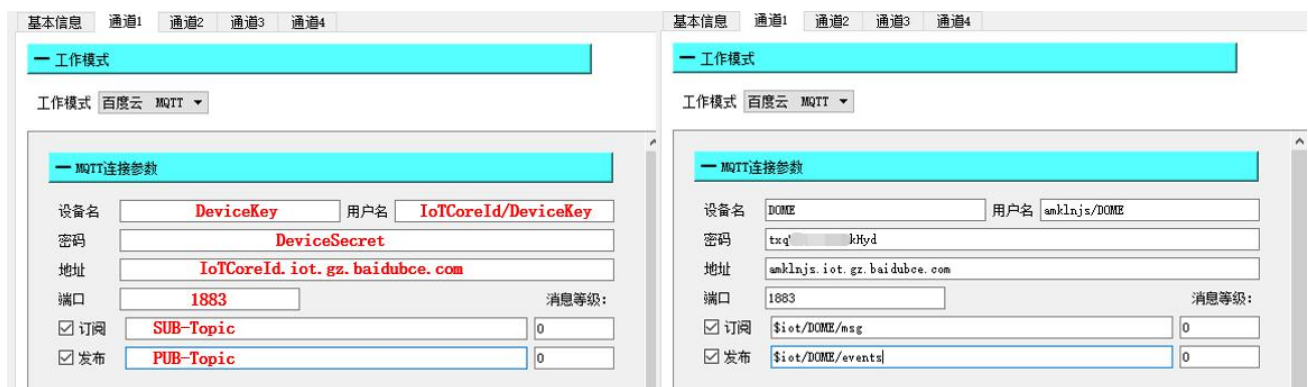 基本信息 通道1 通道2 通道3 通道4
一 工作模式
工作模式 百度云 MQTT
一 MQTT连接参数
设备名 DeviceKey 用户名 IoTCoreId/DeviceKey
密码 DeviceSecret
地址 IoTCoreId.iot.gz.baidubce.com
端口 1883 消息等级:
订阅 SUB-Topic 0
发布 PUB-Topic 0
基本信息 通道1 通道2 通道3 通道4
一 工作模式
工作模式 百度云 MQTT
一 MQTT连接参数
设备名 DOME 用户名 amklnjs/DOME
密码 txq kHyd
地址 amklnjs.iot.gz.baidubce.com
端口 1883 消息等级:
订阅 $iot/DOME/msg 0
发布 $iot/DOME/events 0